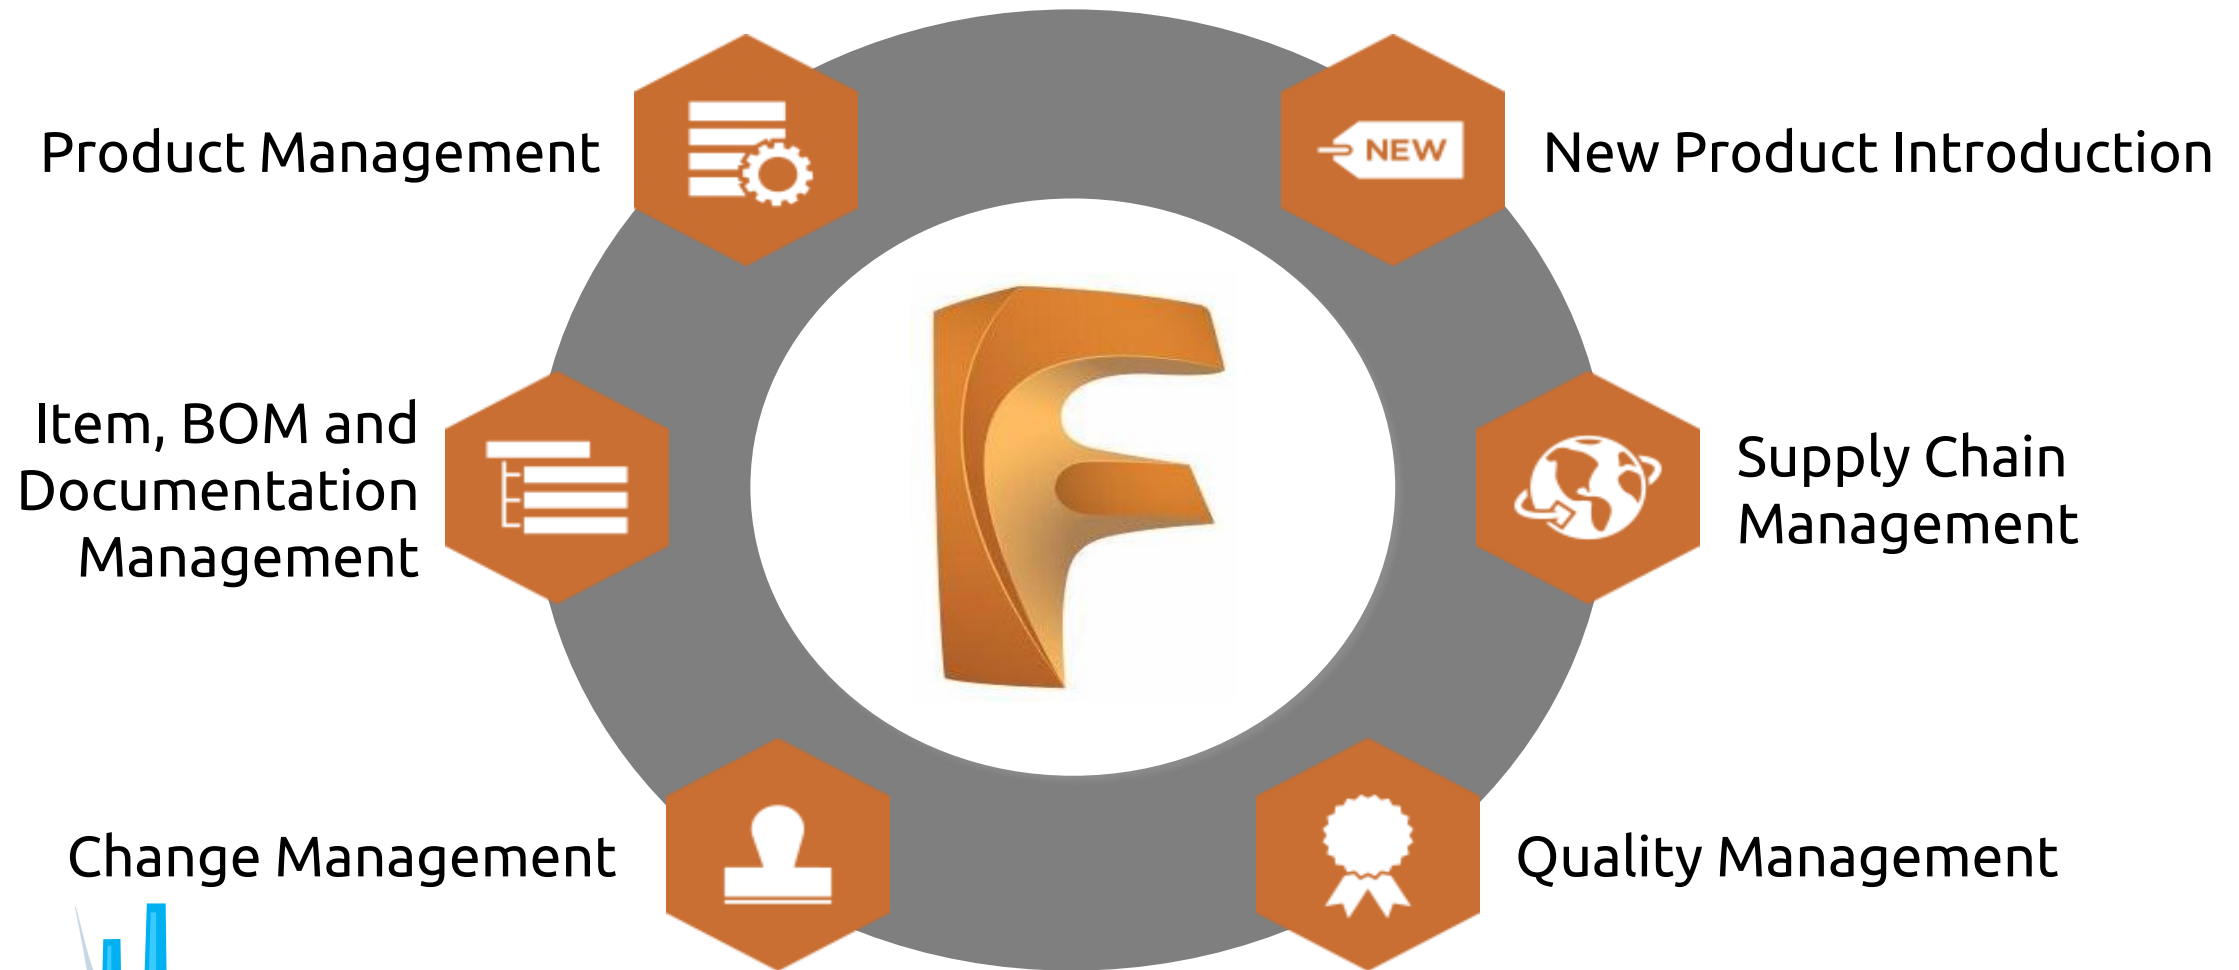 Product Management
NEW
New Product Introduction
Item, BOM and
Documentation
Management
F
Supply Chain
Management
Change Management
Quality Management